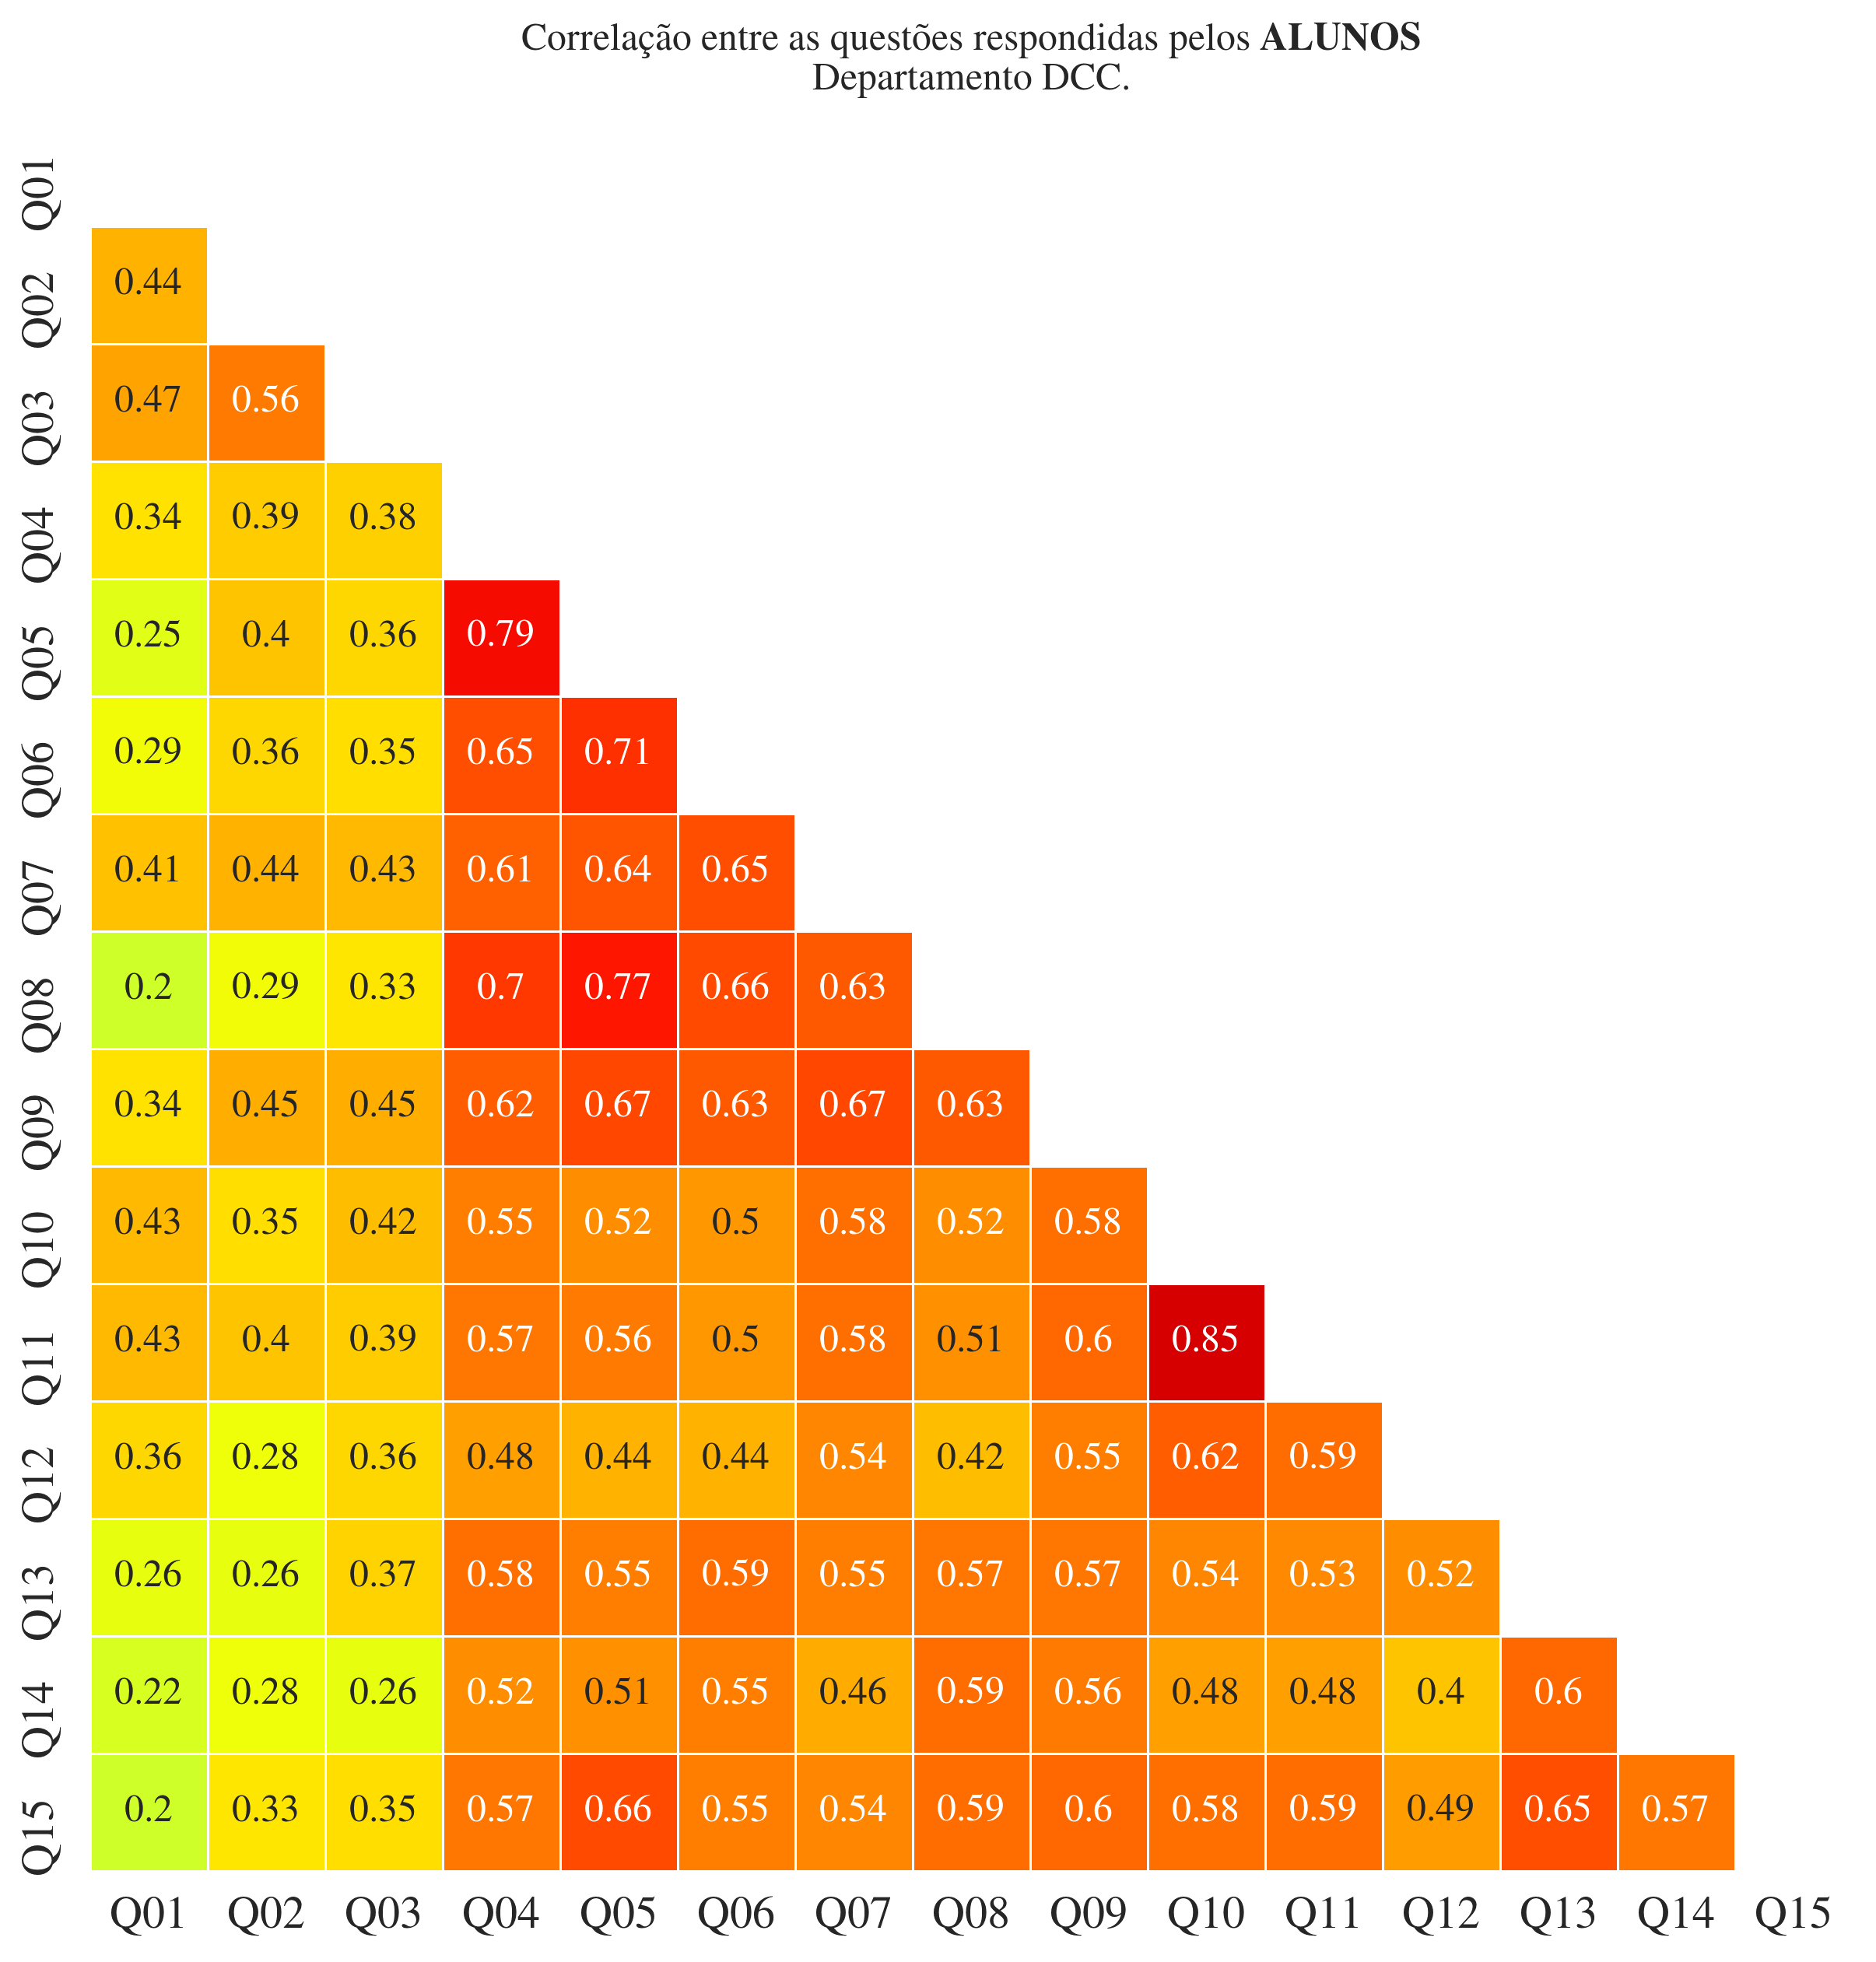 Correlação entre as questões respondidas pelos ALUNOS
Departamento DCC.
Q01
Q02 0.44
Q03 0.47 0.56
Q04 0.34 0.39 0.38
Q05 0.25 0.4 0.36 0.79
Q06 0.29 0.36 0.35 0.65 0.71
Q07 0.41 0.44 0.43 0.61 0.64 0.65
Q08 0.2 0.29 0.33 0.7 0.77 0.66 0.63
Q09 0.34 0.45 0.45 0.62 0.67 0.63 0.67 0.63
Q10 0.43 0.35 0.42 0.55 0.52 0.5 0.58 0.52 0.58
Q11 0.43 0.4 0.39 0.57 0.56 0.5 0.58 0.51 0.6 0.85
Q12 0.36 0.28 0.36 0.48 0.44 0.44 0.54 0.42 0.55 0.62 0.59
Q13 0.26 0.26 0.37 0.58 0.55 0.59 0.55 0.57 0.57 0.54 0.53 0.52
Q14 0.22 0.28 0.26 0.52 0.51 0.55 0.46 0.59 0.56 0.48 0.48 0.4 0.6
Q15 0.2 0.33 0.35 0.57 0.66 0.55 0.54 0.59 0.6 0.58 0.59 0.49 0.65 0.57
Q01 Q02 Q03 Q04 Q05 Q06 Q07 Q08 Q09 Q10 Q11 Q12 Q13 Q14 Q15